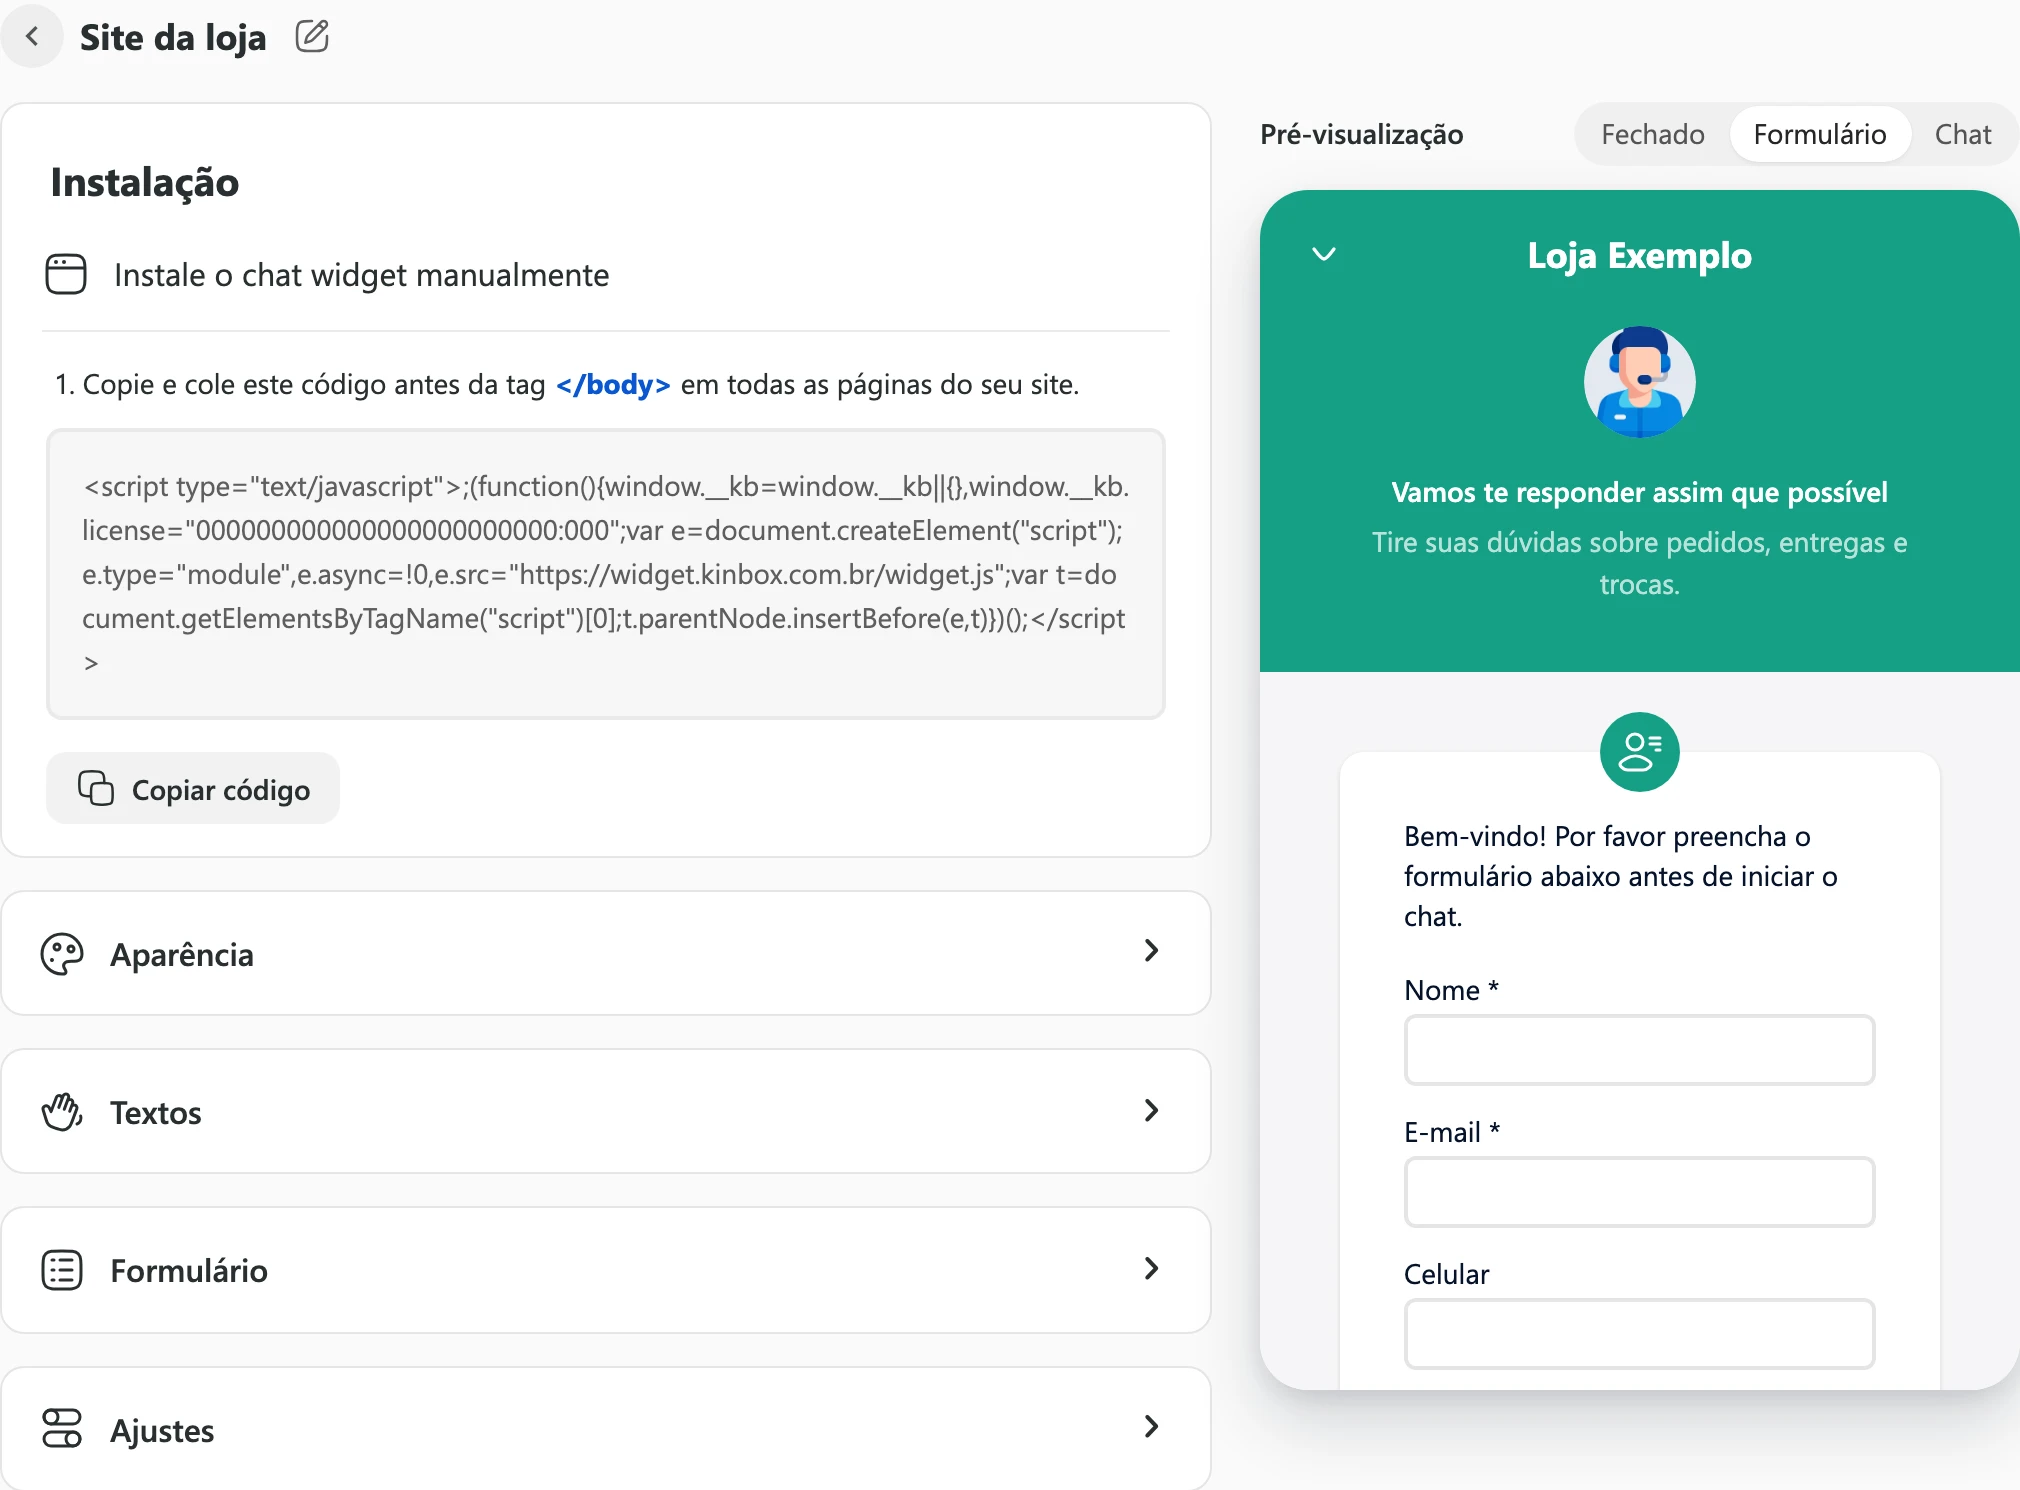 Site da loja
Instalação
Instale o chat widget manualmente
1. Copie e cole este código antes da tag </body> em todas as páginas do seu site.
<script type="text/javascript">;(function(){window.__kb=window.__kb||{},window.__kb.
license="000000000000000000000000:000";var e=document.createElement("script");
e.type="module",e.async=!0,e.src="https://widget.kinbox.com.br/widget.js";var t=do
cument.getElementsByTagName("script")[0];t.parentNode.insertBefore(e,t)})();</script
>
Copiar código
Aparência
Textos
Formulário
Ajustes
Pré-visualização
Fechado
Formulário
Chat
Loja Exemplo
Vamos te responder assim que possível
Tire suas dúvidas sobre pedidos, entregas e
trocas.
Bem-vindo! Por favor preencha o
formulário abaixo antes de iniciar o
chat.
Nome *
E-mail *
Celular